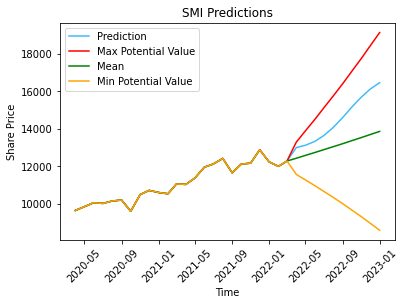 SMI Predictions
Prediction
Max Potential Value
Mean
Min Potential Value
Share Price
18000
16000
14000
12000
10000
2020-05
2020-09
2021-01
2021-05
2021-09
2022-01
2022-05
2022-09
2023-01
Time